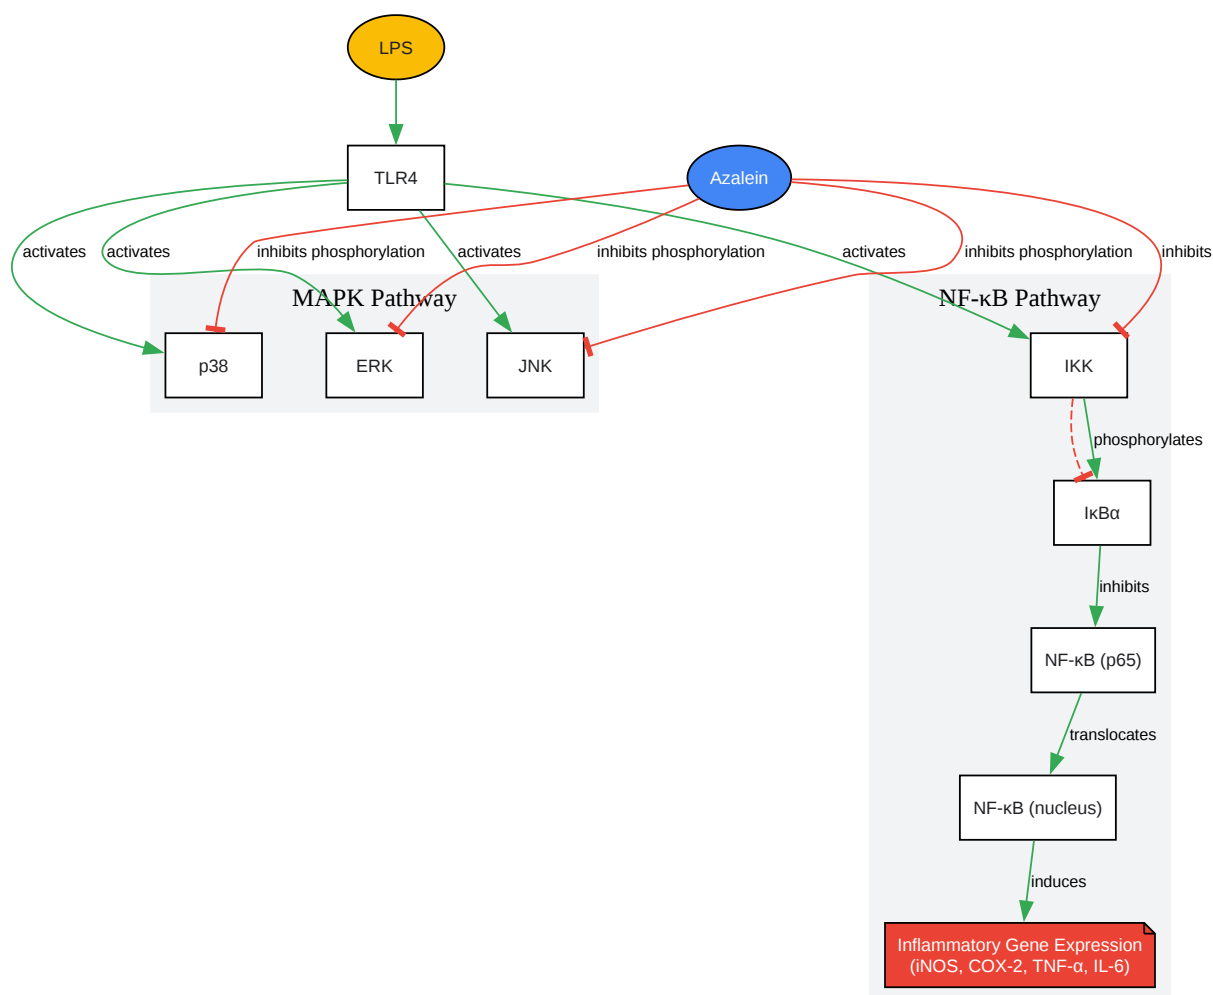 LPS
TLR4
Azalein
activates
activates
inhibits phosphorylation
activates
inhibits phosphorylation
activates
inhibits phosphorylation
inhibits
MAPK Pathway
NF-κB Pathway
p38
ERK
JNK
IKK
phosphorylates
IκBα
inhibits
NF-κB (p65)
translocates
NF-κB (nucleus)
induces
Inflammatory Gene Expression
(iNOS, COX-2, TNF-α, IL-6)